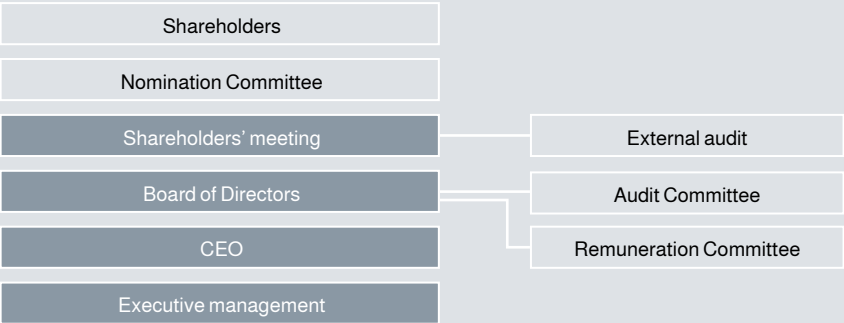 Shareholders
Nomination Committee
Shareholders’ meeting
External audit
Board of Directors
Audit Committee
CEO
Remuneration Committee
Executive management